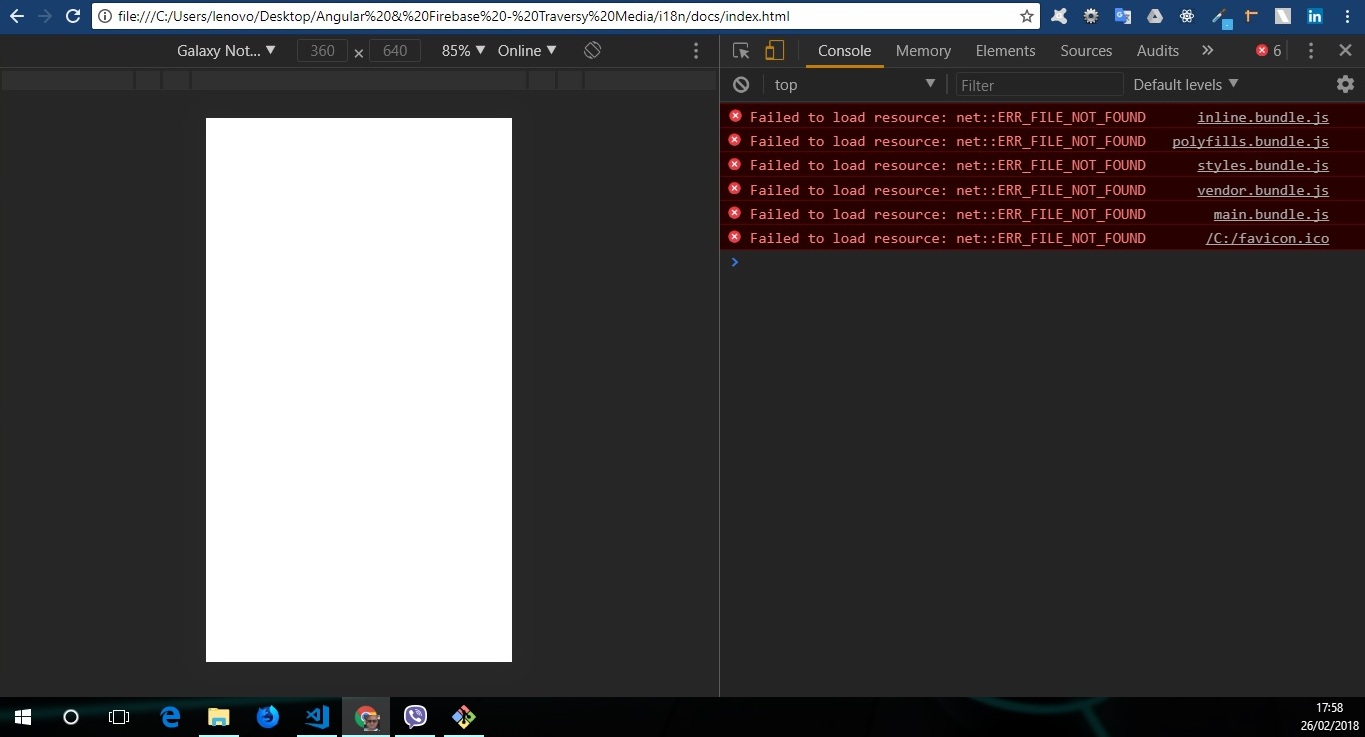 file:///C:/Users/lenovo/Desktop/Angular%20&%20Firebase%20-%20Traversy%20Media/i18n/docs/index.html
Galaxy Not... ▼ 360 × 640 85% ▼ Online ▼
Console Memory Elements Sources Audits » 6
top ▼ Filter Default levels ▼
Failed to load resource: net::ERR_FILE_NOT_FOUND inline.bundle.js
Failed to load resource: net::ERR_FILE_NOT_FOUND polyfills.bundle.js
Failed to load resource: net::ERR_FILE_NOT_FOUND styles.bundle.js
Failed to load resource: net::ERR_FILE_NOT_FOUND vendor.bundle.js
Failed to load resource: net::ERR_FILE_NOT_FOUND main.bundle.js
Failed to load resource: net::ERR_FILE_NOT_FOUND /C:/favicon.ico
17:58
26/02/2018